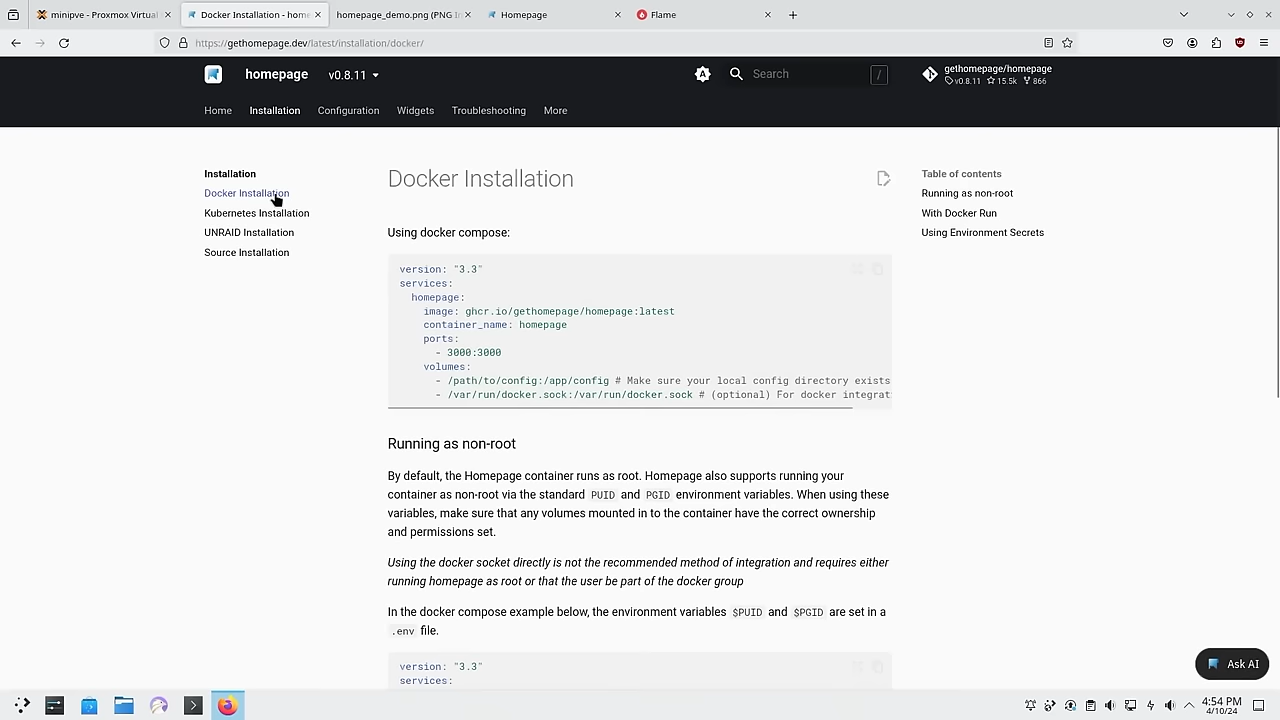 minipve - Proxmox Virtual
Docker Installation - home
homepage_demo.png (PNG Im
Homepage
Flame
https://gethomepage.dev/latest/installation/docker/
homepage
v0.8.11
Search
/
gethomepage/homepage
v0.8.11 15.5k 866
Home Installation Configuration Widgets Troubleshooting More
Installation
Docker Installation
Kubernetes Installation
UNRAID Installation
Source Installation
Docker Installation
Using docker compose:
version: "3.3"
services:
homepage:
image: ghcr.io/gethomepage/homepage:latest
container_name: homepage
ports:
- 3000:3000
volumes:
- /path/to/config:/app/config # Make sure your local config directory exists
- /var/run/docker.sock:/var/run/docker.sock # (optional) For docker integrat
Running as non-root
By default, the Homepage container runs as root. Homepage also supports running your
container as non-root via the standard PUID and PGID environment variables. When using these
variables, make sure that any volumes mounted in to the container have the correct ownership
and permissions set.
Using the docker socket directly is not the recommended method of integration and requires either
running homepage as root or that the user be part of the docker group
In the docker compose example below, the environment variables $PUID and $PGID are set in a
.env file.
version: "3.3"
services:
Table of contents
Running as non-root
With Docker Run
Using Environment Secrets
Ask AI
4:54 PM
4/10/24